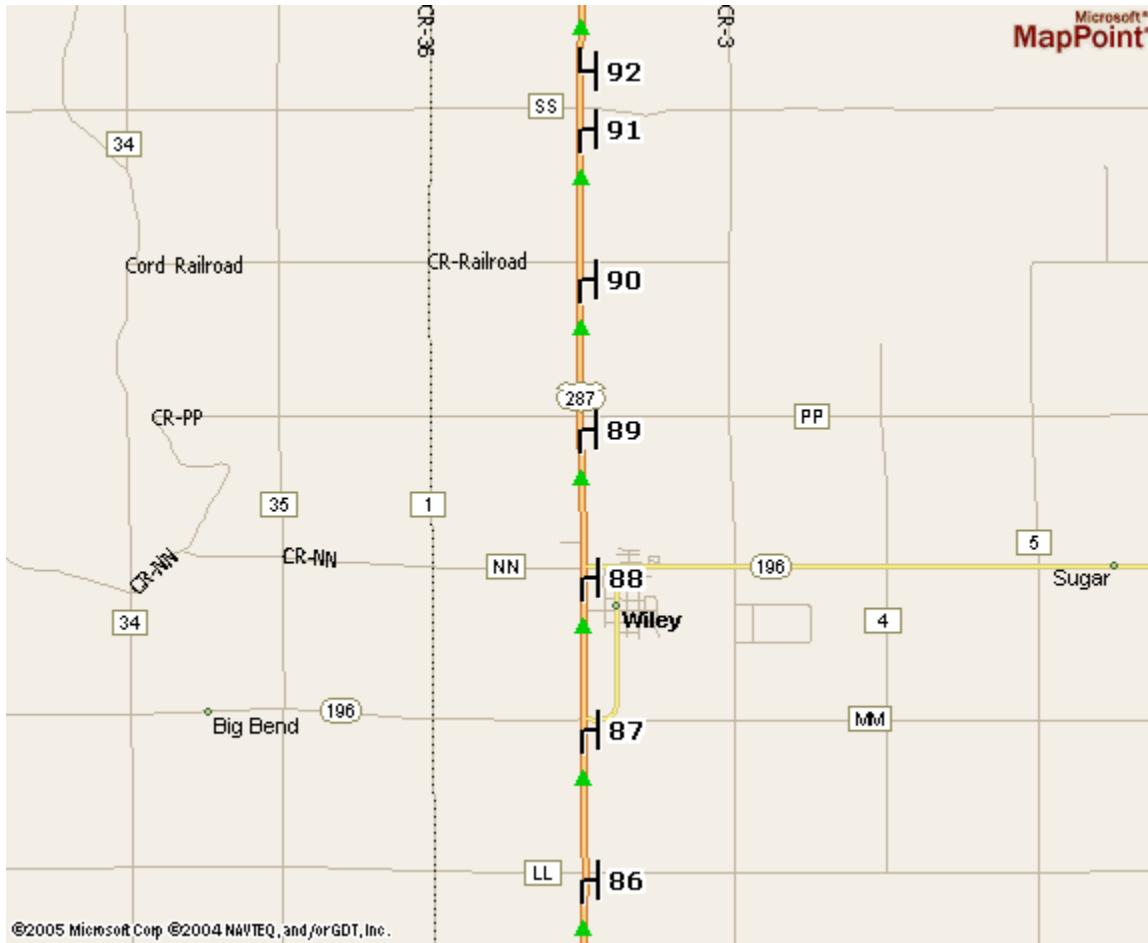 Microsoft®
MapPoint®
CR-36
CR-3
92
SS
91
34
Cord Railroad
CR-Railroad
90
287
CR-PP
89
PP
35
1
5
CR-NN
CR-NN
NN
88
196
Sugar
34
Wiley
4
Big Bend
196
87
MM
LL
86
©2005 Microsoft Corp ©2004 NAVTEQ, and/or GDT, Inc.